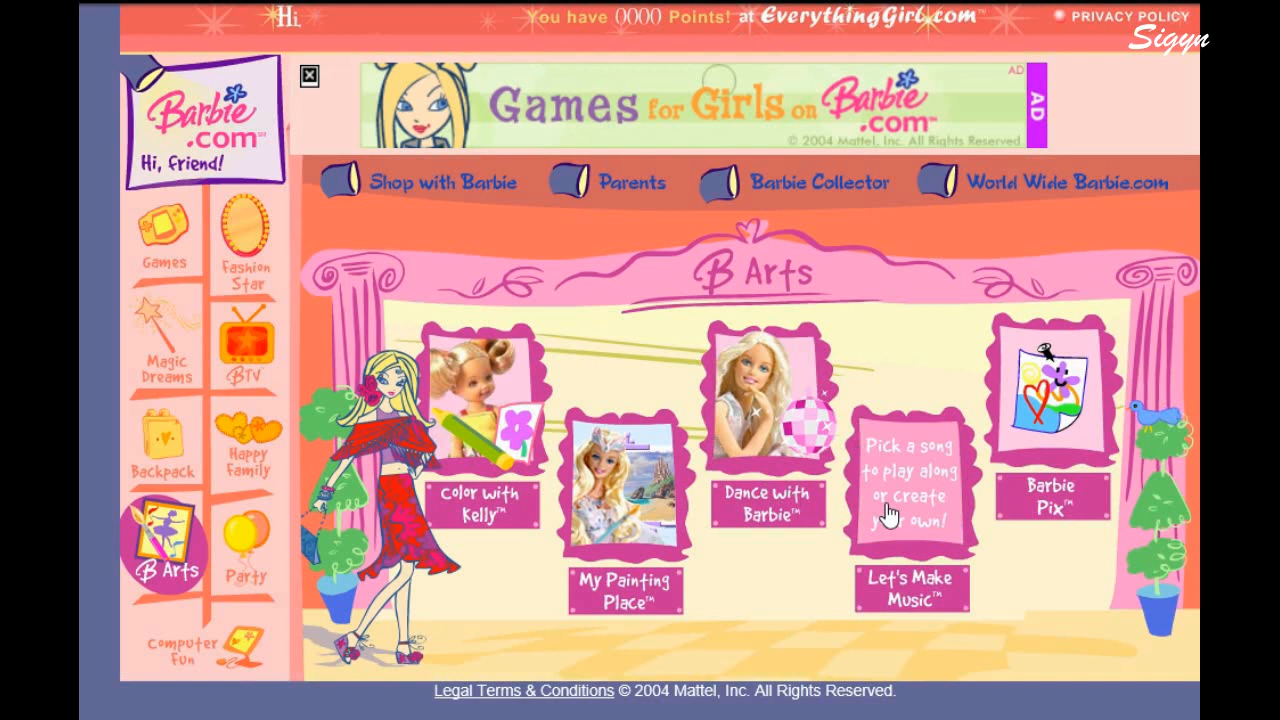 Hi,
You have 0000 Points! at EverythingGirl.com™
PRIVACY POLICY
Sigyn
Barbie
.com℠
Hi, friend!
AD
Games for Girls on Barbie
.com™
© 2004 Mattel, Inc. All Rights Reserved
AD
Shop with Barbie
Parents
Barbie Collector
World Wide Barbie.com
Games
Fashion
Star
Magic
Dreams
BTV
Backpack
Happy
Family
B Arts
Party
Computer
Fun
B Arts
Color with
Kelly™
My Painting
Place™
Dance with
Barbie™
Pick a song
to play along
or create
your own!
Let's Make
Music™
Barbie
Pix™
Legal Terms & Conditions © 2004 Mattel, Inc. All Rights Reserved.